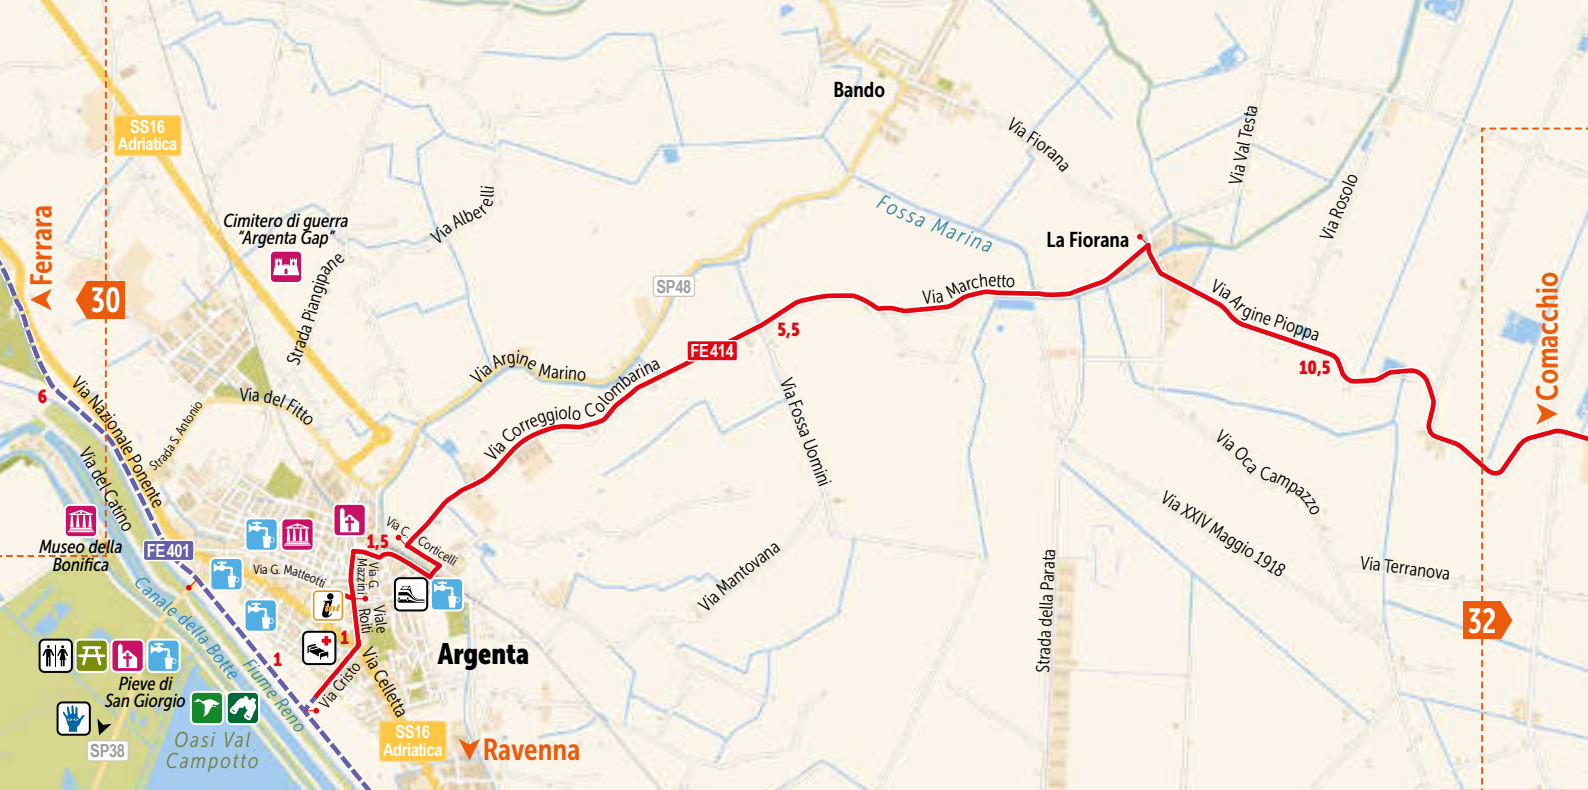 Bando
SS16
Adriatica
Via Fiorana
Via Val Testa
Via Rosolo
Via Alberelli
Cimitero di guerra
"Argenta Gap"
Fossa Marina
La Fiorana
Ferrara
30
Strada Piangipane
SP48
Via Marchetto
Via Argine Pioppa
Comacchio
5,5
FE414
10,5
Via Argine Marino
Via Correggiolo Colombarina
6
Via Nazionale Ponente
Via del Fitto
Strada S. Antonio
Via Fossa Uomini
Via del Catino
Via Oca Campazzo
Via XXIV Maggio 1918
Museo della
Bonifica
FE401
1,5
Via C. Corticelli
Via G. Matteotti
Via G.
Mazzini
Via Mantovana
Via Terranova
Strada della Parata
Canale della Botte
i iat
Viale
Roiti
1
32
Argenta
1
Pieve di
San Giorgio
Fiume Reno
Via Cristo
Via Celletta
SP38
Oasi Val
Campotto
SS16
Adriatica
Ravenna